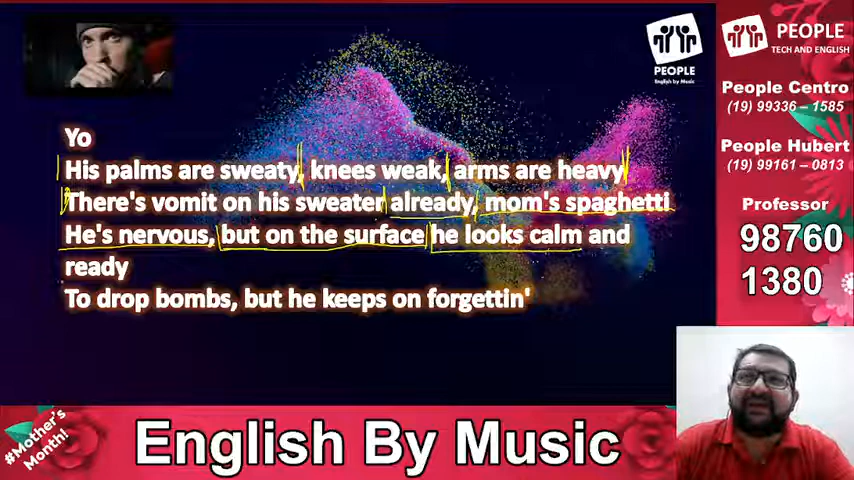 PEOPLE
English by Music
PEOPLE
TECH AND ENGLISH
People Centro
(19) 99336 – 1585
People Hubert
(19) 99161 – 0813
Professor
98760
1380
Yo
His palms are sweaty, knees weak, arms are heavy
There's vomit on his sweater already, mom's spaghetti
He's nervous, but on the surface he looks calm and
ready
To drop bombs, but he keeps on forgettin'
#Mother's
Month!
English By Music